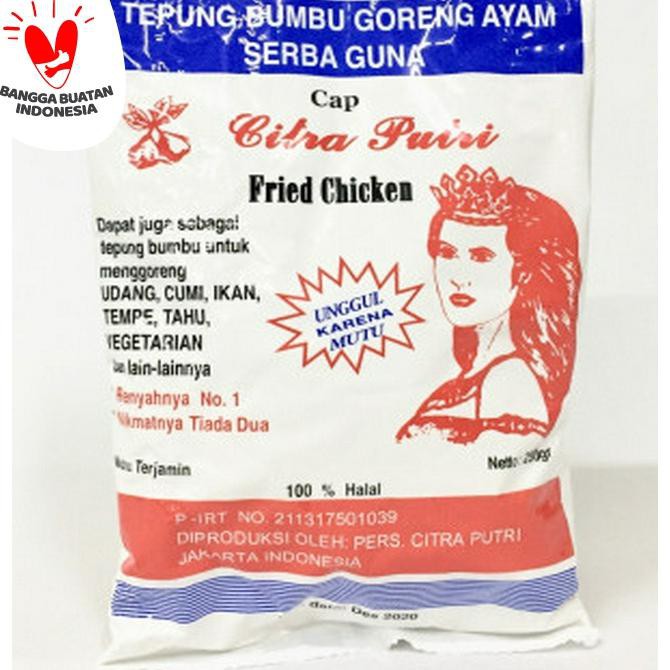 BANGGA BUATAN
INDONESIA
TEPUNG BUMBU GORENG AYAM
SERBA GUNA
Cap
Citra Putri
Fried Chicken
Dapat juga sebagai
tepung bumbu untuk
menggoreng
UDANG, CUMI, IKAN,
TEMPE, TAHU,
VEGETARIAN
dan lain-lainnya
Renyahnya No. 1
Nikmatnya Tiada Dua
UNGGUL
KARENA
MUTU
Mutu Terjamin
Netto
100 % Halal
P-IRT NO. 211317501039
DIPRODUKSI OLEH: PERS. CITRA PUTRI
JAKARTA INDONESIA
Des 2020